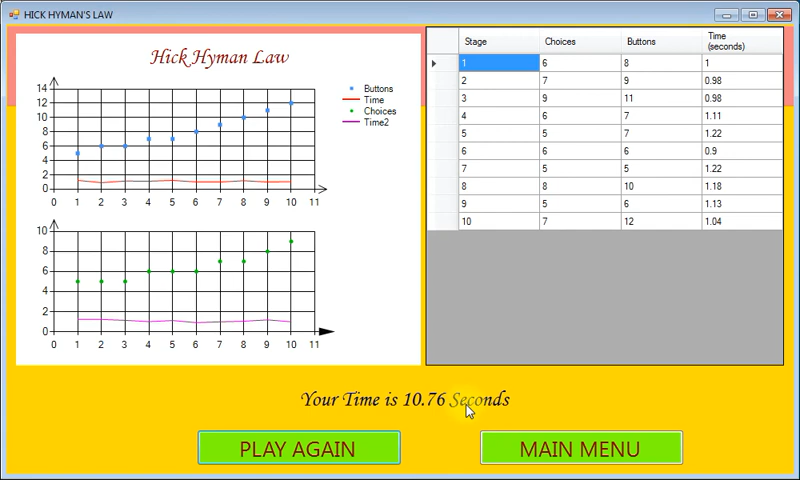 HICK HYMAN'S LAW
Hick Hyman Law
14
12
10
8
6
4
2
0
0 1 2 3 4 5 6 7 8 9 10 11
Buttons
Time
Choices
Time2
10
8
6
4
2
0
0 1 2 3 4 5 6 7 8 9 10 11
Stage Choices Buttons Time (seconds)
1 6 8 1
2 7 9 0.98
3 9 11 0.98
4 6 7 1.11
5 5 7 1.22
6 6 6 0.9
7 5 5 1.22
8 8 10 1.18
9 5 6 1.13
10 7 12 1.04
Your Time is 10.76 Seconds
PLAY AGAIN
MAIN MENU